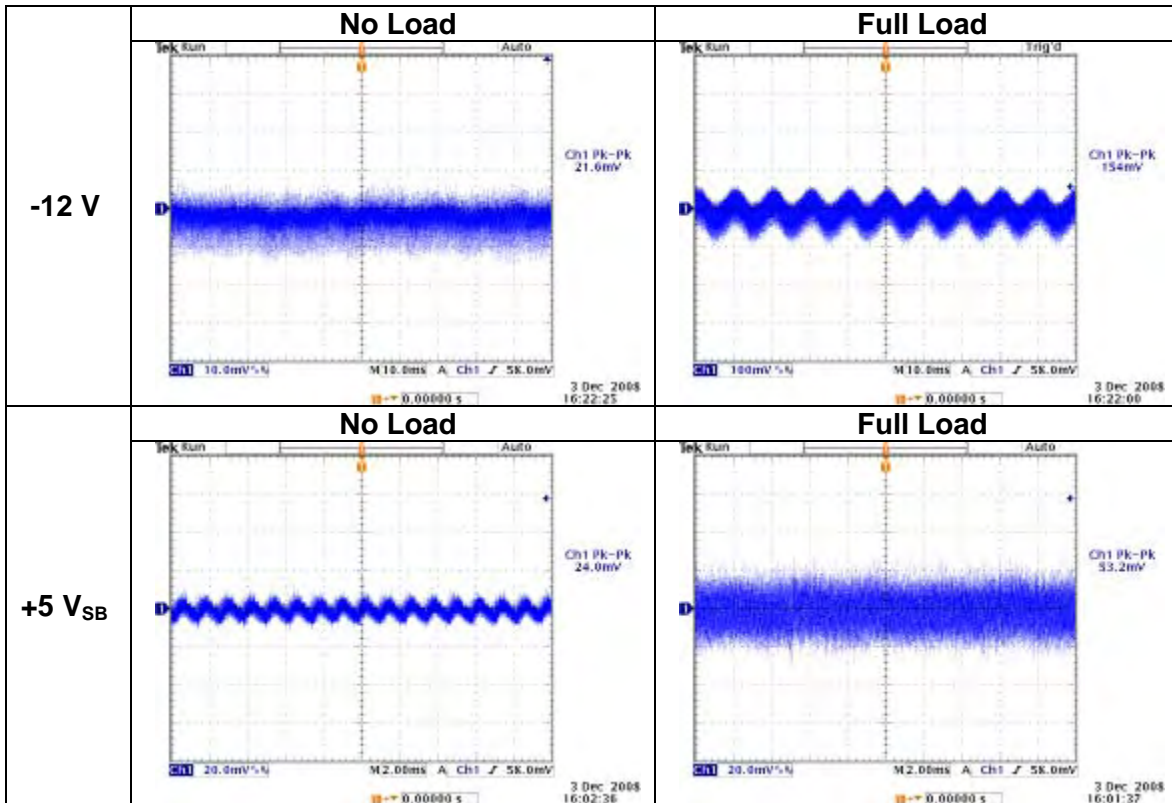 No Load
Full Load
-12 V
Tek Run
Auto
Ch1 Pk-Pk
21.6mV
Ch1 10.0mV
M 10.0ms A Ch1 58.0mV
3 Dec 2008
16:22:25
0.00000 s
Tek Run
Trig'd
Ch1 Pk-Pk
154mV
Ch1 100mV
M 10.0ms A Ch1 58.0mV
3 Dec 2008
16:22:00
0.00000 s
No Load
Full Load
+5 VSB
Tek Run
Auto
Ch1 Pk-Pk
24.0mV
Ch1 20.0mV
M 2.00ms A Ch1 58.0mV
3 Dec 2008
16:02:36
0.00000 s
Tek Run
Auto
Ch1 Pk-Pk
53.2mV
Ch1 20.0mV
M 2.00ms A Ch1 58.0mV
3 Dec 2008
16:01:37
0.00000 s